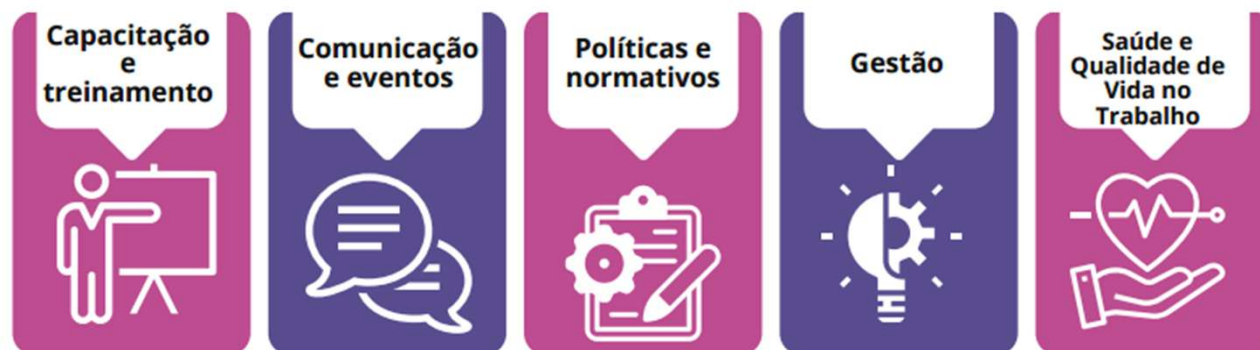 Capacitação
e
treinamento
Comunicação
e eventos
Políticas e
normativos
Gestão
Saúde e
Qualidade de
Vida no
Trabalho